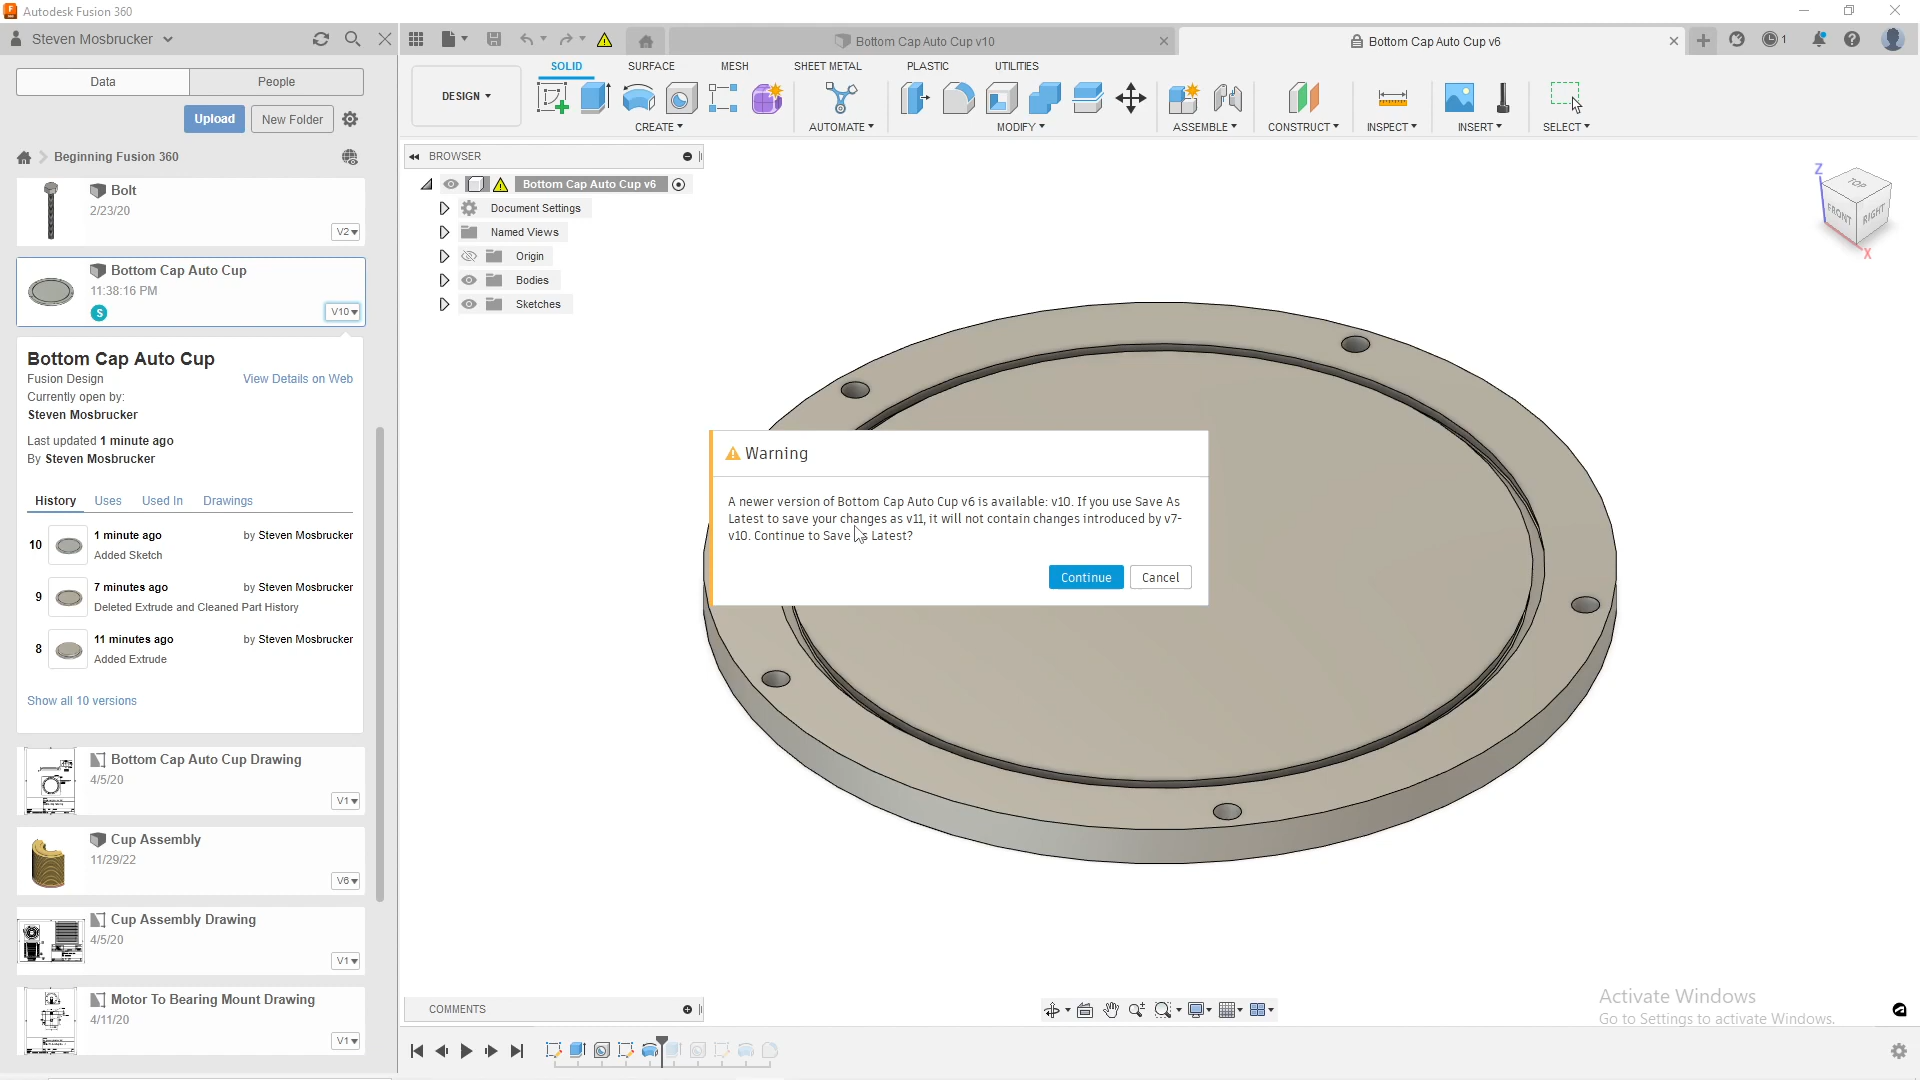 Autodesk Fusion 360
Steven Mosbrucker
Bottom Cap Auto Cup v10
Bottom Cap Auto Cup v6
1
Data
People
Upload
New Folder
Beginning Fusion 360
DESIGN
SOLID
SURFACE
MESH
SHEET METAL
PLASTIC
UTILITIES
CREATE
AUTOMATE
MODIFY
ASSEMBLE
CONSTRUCT
INSPECT
INSERT
SELECT
Bolt
2/23/20
V2
Bottom Cap Auto Cup
11:38:16 PM
S
V10
Bottom Cap Auto Cup
Fusion Design
View Details on Web
Currently open by:
Steven Mosbrucker
Last updated 1 minute ago
By Steven Mosbrucker
History
Uses
Used In
Drawings
10
1 minute ago
by Steven Mosbrucker
Added Sketch
9
7 minutes ago
by Steven Mosbrucker
Deleted Extrude and Cleaned Part History
8
11 minutes ago
by Steven Mosbrucker
Added Extrude
Show all 10 versions
Bottom Cap Auto Cup Drawing
4/5/20
V1
Cup Assembly
11/29/22
V6
Cup Assembly Drawing
4/5/20
V1
Motor To Bearing Mount Drawing
4/11/20
V1
BROWSER
Bottom Cap Auto Cup v6
Document Settings
Named Views
Origin
Bodies
Sketches
Z
TOP
FRONT
RIGHT
X
Warning
A newer version of Bottom Cap Auto Cup v6 is available: v10. If you use Save As
Latest to save your changes as v11, it will not contain changes introduced by v7-
v10. Continue to Save As Latest?
Continue
Cancel
COMMENTS
Activate Windows
Go to Settings to activate Windows.